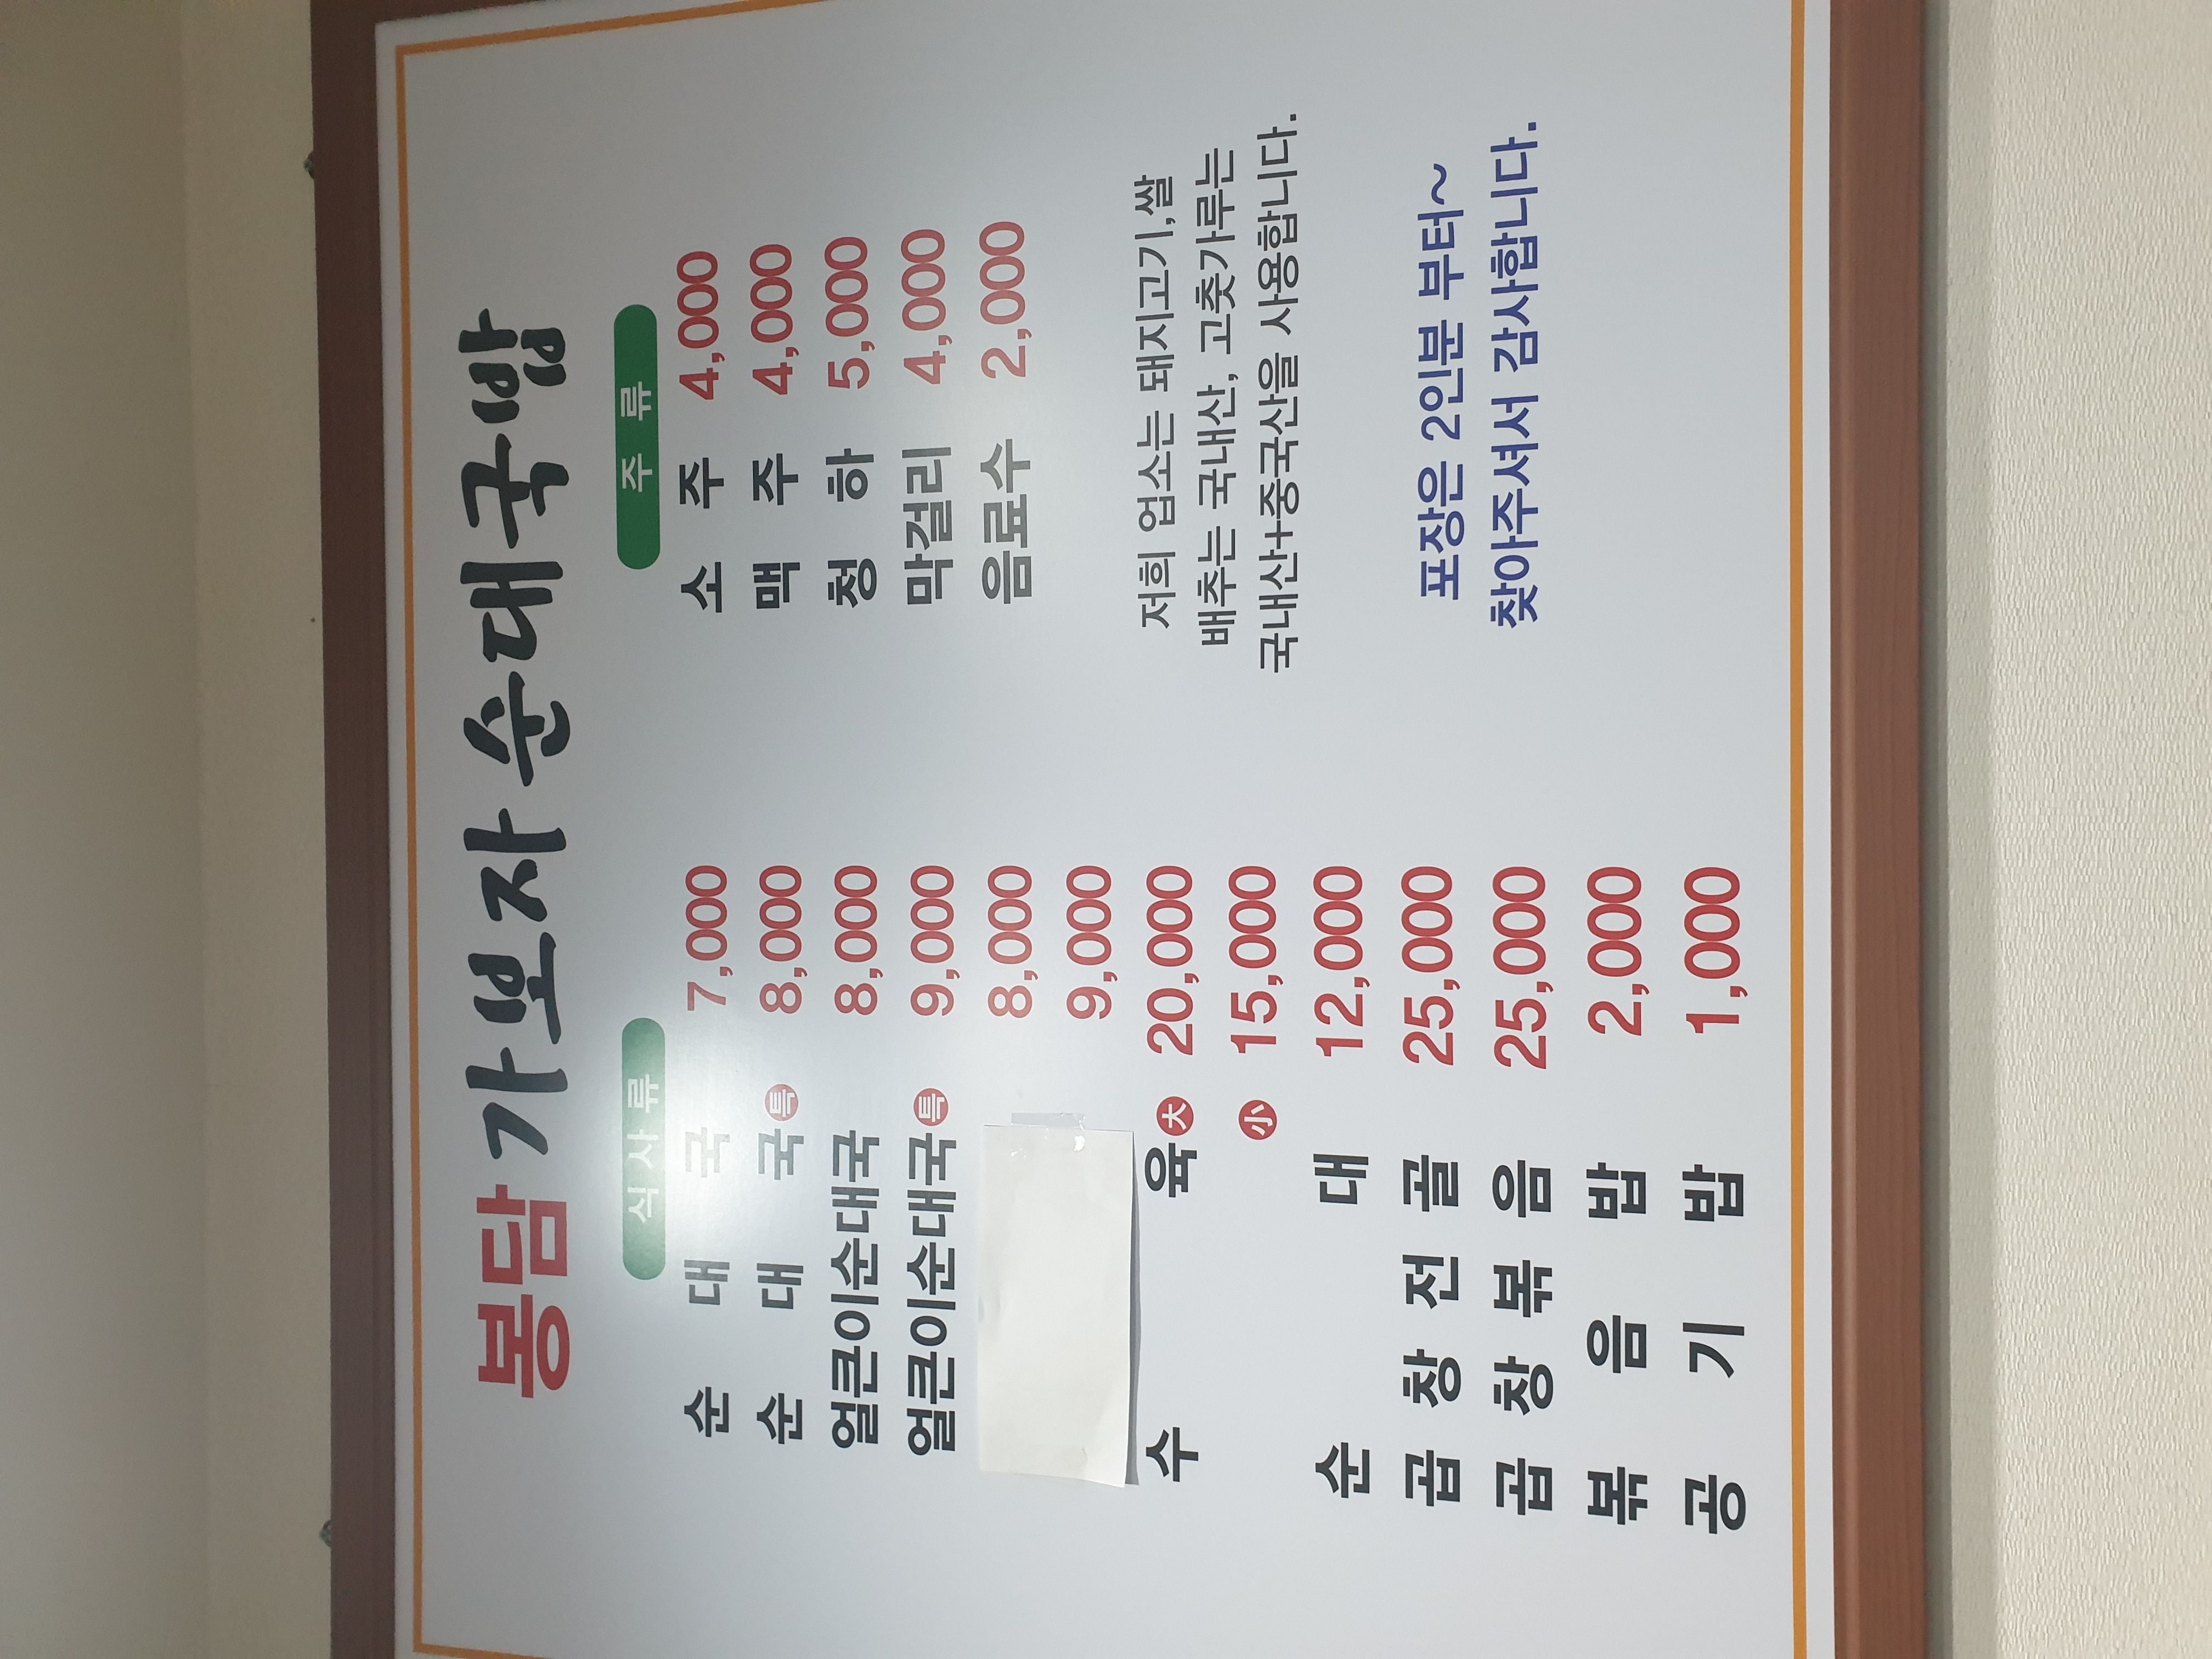 봉담 가보자 순대국밥
식사류
순대국 7,000
순대국 특 8,000
얼큰이순대국 8,000
얼큰이순대국 특 9,000
8,000
9,000
수육 大 20,000
小 15,000
순대 12,000
곱창전골 25,000
곱창볶음 25,000
볶음밥 2,000
공기밥 1,000
주류
소주 4,000
맥주 4,000
청하 5,000
막걸리 4,000
음료수 2,000
저희 업소는 돼지고기,쌀
배추는 국내산, 고춧가루는
국내산+중국산을 사용합니다.
포장은 2인분 부터~
찾아주셔서 감사합니다.